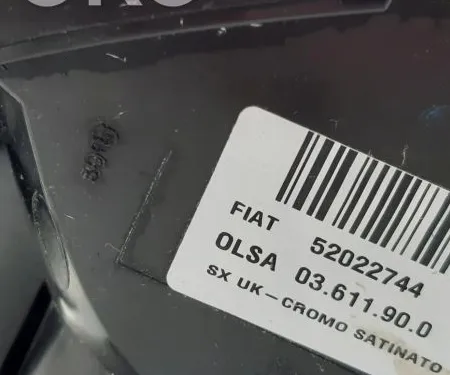 FIAT 52022744
OLSA 03.611.90.0
SX UK-CROMO SATINATO